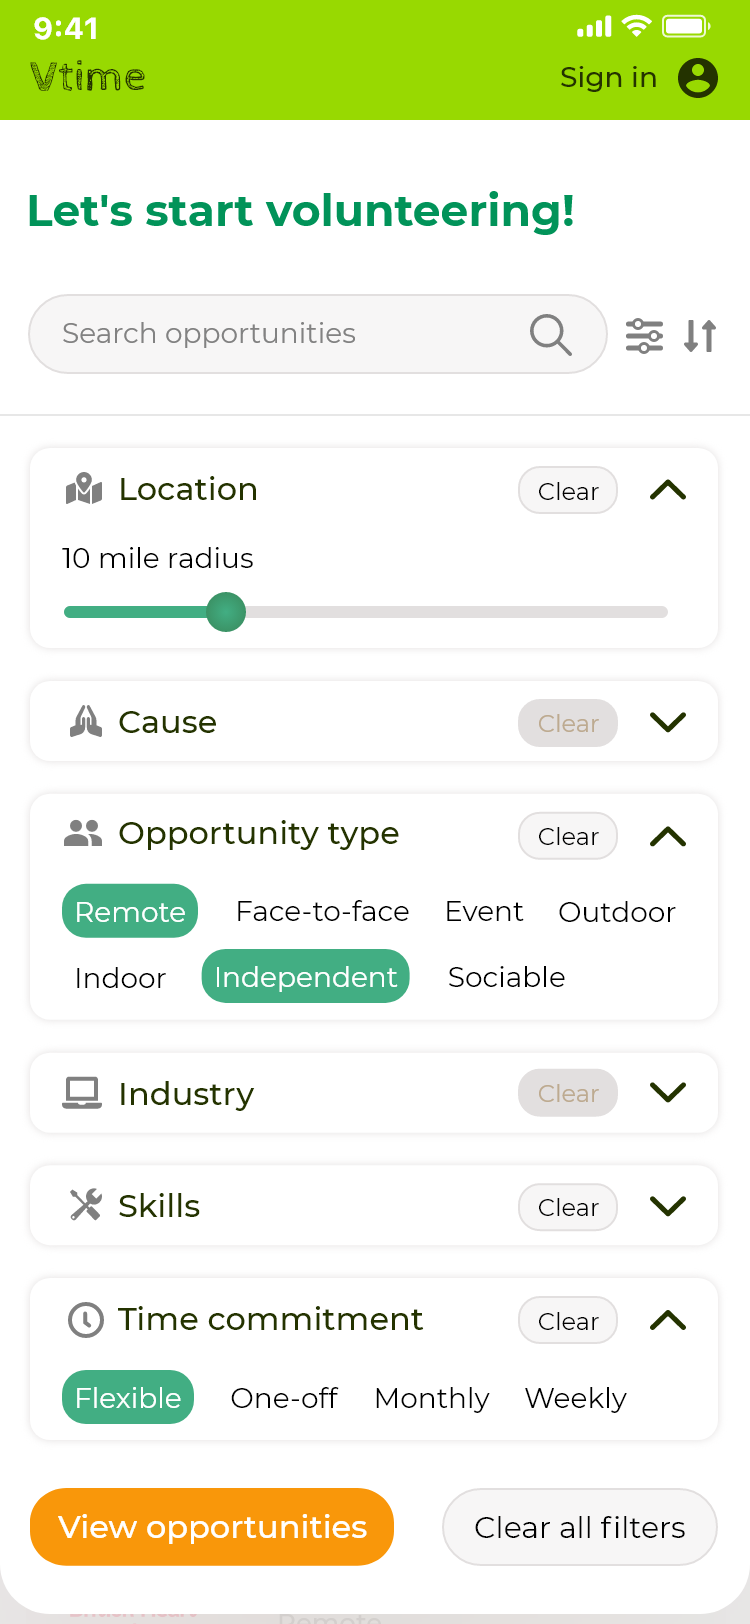 9:41
Vtime
Sign in
Let's start volunteering!
Search opportunities
Location
Clear
10 mile radius
Cause
Clear
Opportunity type
Clear
Remote Face-to-face Event Outdoor
Indoor Independent Sociable
Industry
Clear
Skills
Clear
Time commitment
Clear
Flexible One-off Monthly Weekly
View opportunities
Clear all filters
Remote